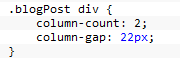 .blogPost div {
    column-count: 2;
    column-gap: 22px;
}